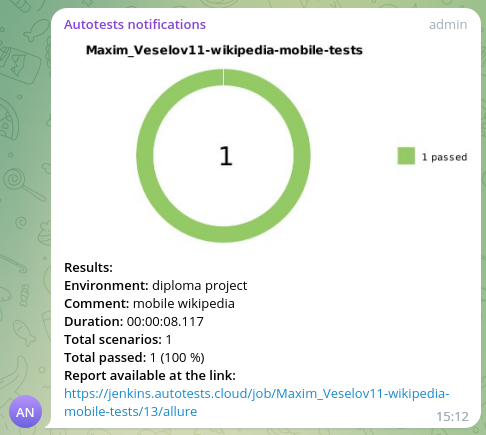 Autotests notifications admin
Maxim_Veselov11-wikipedia-mobile-tests
1
1 passed
Results:
Environment: diploma project
Comment: mobile wikipedia
Duration: 00:00:08.117
Total scenarios: 1
Total passed: 1 (100 %)
Report available at the link:
https://jenkins.autotests.cloud/job/Maxim_Veselov11-wikipedia-
mobile-tests/13/allure
AN
15:12